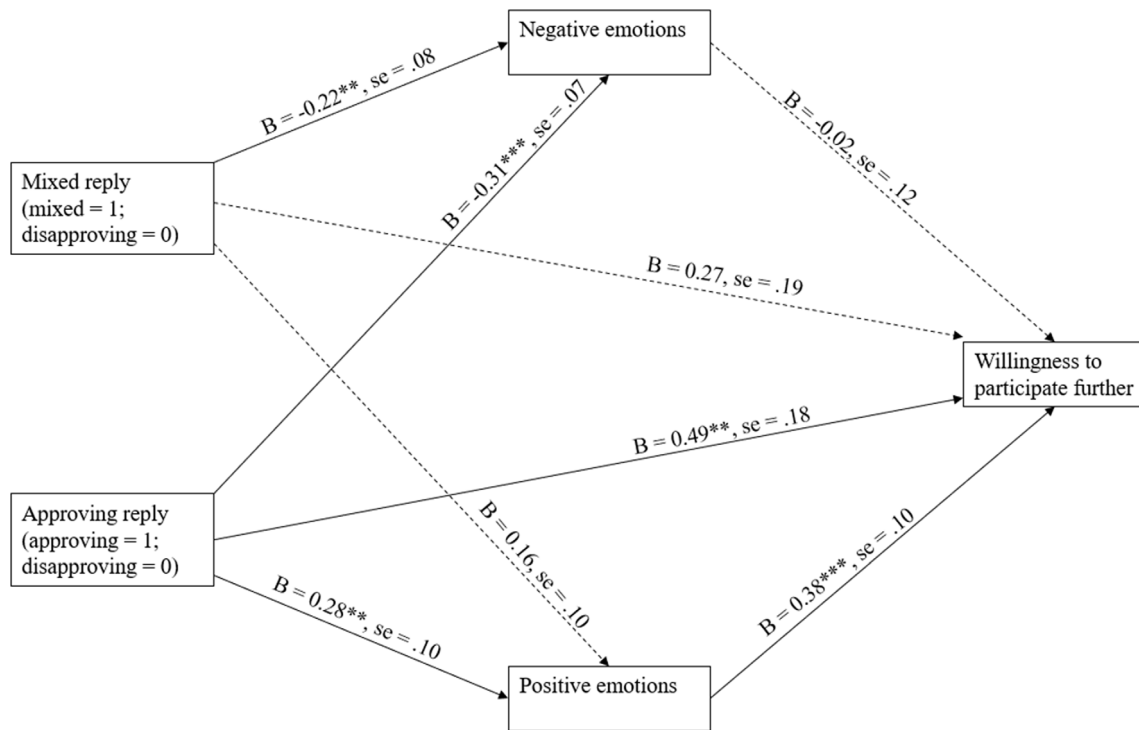 Negative emotions
B = -0.22**, se = .08
B = -0.31***, se = .07
B = -0.02, se = .12
Mixed reply
(mixed = 1;
disapproving = 0)
B = 0.27, se = .19
Willingness to
participate further
B = 0.49**, se = .18
Approving reply
(approving = 1;
disapproving = 0)
B = 0.16, se = .10
B = 0.28**, se = .10
B = 0.38***, se = .10
Positive emotions